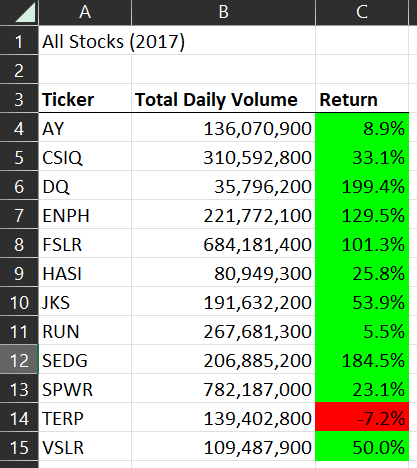 A B C
1 All Stocks (2017)
2
3 Ticker Total Daily Volume Return
4 AY 136,070,900 8.9%
5 CSIQ 310,592,800 33.1%
6 DQ 35,796,200 199.4%
7 ENPH 221,772,100 129.5%
8 FSLR 684,181,400 101.3%
9 HASI 80,949,300 25.8%
10 JKS 191,632,200 53.9%
11 RUN 267,681,300 5.5%
12 SEDG 206,885,200 184.5%
13 SPWR 782,187,000 23.1%
14 TERP 139,402,800 -7.2%
15 VSLR 109,487,900 50.0%